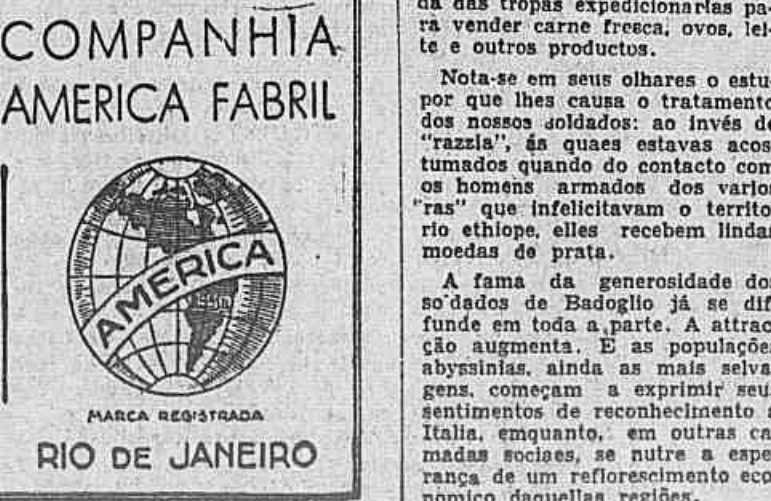 COMPANHIA
AMERICA FABRIL
AMERICA
MARCA REGISTRADA
RIO DE JANEIRO
da das tropas expedicionarias pa-
ra vender carne fresca, ovos, lei-
te e outros productos.
Nota-se em seus olhares o estu-
por que lhes causa o tratamento
dos nossos soldados: ao invés de
"razzia", ás quaes estavas acos-
tumados quando do contacto com
os homens armados dos varios
"ras" que infelicitavam o territo-
rio ethiope, elles recebem lindas
moedas de prata.
A fama da generosidade dos
so'dados de Badoglio já se dif
funde em toda a parte. A attrac-
ção augmenta. E as populações
abyssinias, ainda as mais selva-
gens, começam a exprimir seus
sentimentos de reconhecimento á
Italia, emquanto, em outras ca-
madas sociaes, se nutre a espe-
rança de um reflorescimento eco-
nomico daquellas regiões.